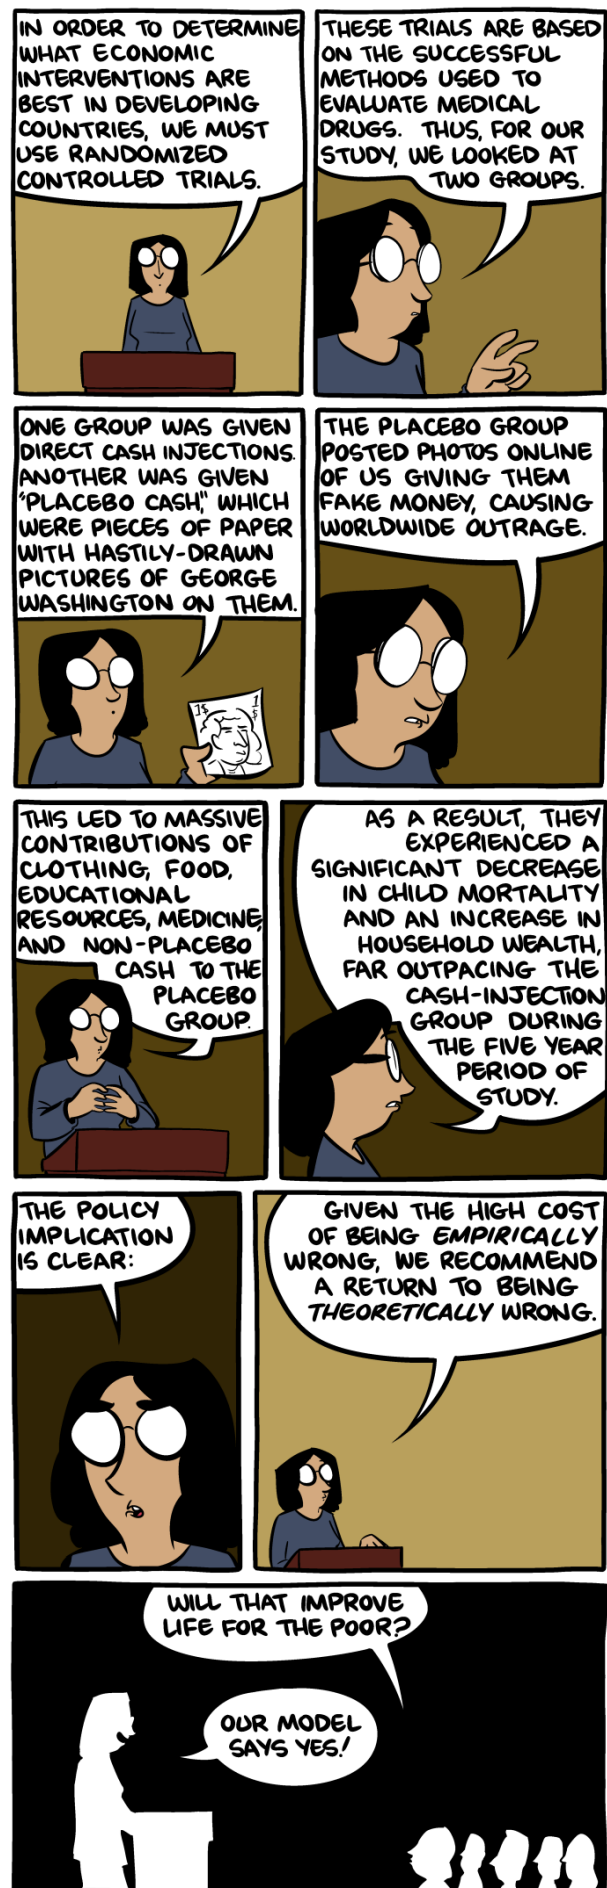 IN ORDER TO DETERMINE
WHAT ECONOMIC
INTERVENTIONS ARE
BEST IN DEVELOPING
COUNTRIES, WE MUST
USE RANDOMIZED
CONTROLLED TRIALS.
THESE TRIALS ARE BASED
ON THE SUCCESSFUL
METHODS USED TO
EVALUATE MEDICAL
DRUGS. THUS, FOR OUR
STUDY, WE LOOKED AT
TWO GROUPS.
ONE GROUP WAS GIVEN
DIRECT CASH INJECTIONS.
ANOTHER WAS GIVEN
"PLACEBO CASH," WHICH
WERE PIECES OF PAPER
WITH HASTILY-DRAWN
PICTURES OF GEORGE
WASHINGTON ON THEM.
1$ 1
$
THE PLACEBO GROUP
POSTED PHOTOS ONLINE
OF US GIVING THEM
FAKE MONEY, CAUSING
WORLDWIDE OUTRAGE.
THIS LED TO MASSIVE
CONTRIBUTIONS OF
CLOTHING, FOOD,
EDUCATIONAL
RESOURCES, MEDICINE,
AND NON-PLACEBO
CASH TO THE
PLACEBO
GROUP.
AS A RESULT, THEY
EXPERIENCED A
SIGNIFICANT DECREASE
IN CHILD MORTALITY
AND AN INCREASE IN
HOUSEHOLD WEALTH,
FAR OUTPACING THE
CASH-INJECTION
GROUP DURING
THE FIVE YEAR
PERIOD OF
STUDY.
THE POLICY
IMPLICATION
IS CLEAR:
GIVEN THE HIGH COST
OF BEING EMPIRICALLY
WRONG, WE RECOMMEND
A RETURN TO BEING
THEORETICALLY WRONG.
WILL THAT IMPROVE
LIFE FOR THE POOR?
OUR MODEL
SAYS YES!